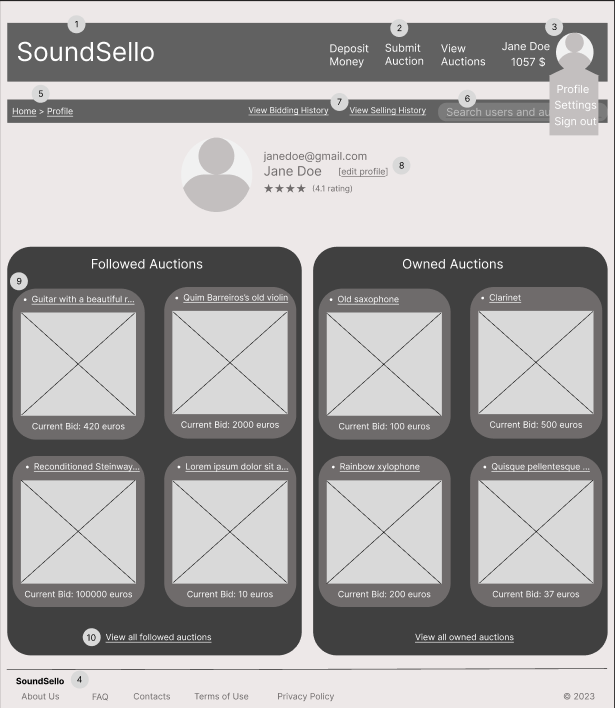 1
2
3
SoundSello
Deposit Money
Submit Auction
View Auctions
Jane Doe
1057 $
Profile
Settings
Sign out
5
Home > Profile
View Bidding History
7
View Selling History
6
Search users and au
janedoe@gmail.com
Jane Doe
[edit profile]
8
★★★★ (4.1 rating)
Followed Auctions
9
• Guitar with a beautiful r...
• Quim Barreiros's old violin
Current Bid: 420 euros
Current Bid: 2000 euros
• Reconditioned Steinway...
• Lorem ipsum dolor sit a...
Current Bid: 100000 euros
Current Bid: 10 euros
10
View all followed auctions
Owned Auctions
• Old saxophone
• Clarinet
Current Bid: 100 euros
Current Bid: 500 euros
• Rainbow xylophone
• Quisque pellentesque ...
Current Bid: 200 euros
Current Bid: 37 euros
View all owned auctions
SoundSello
4
About Us
FAQ
Contacts
Terms of Use
Privacy Policy
© 2023